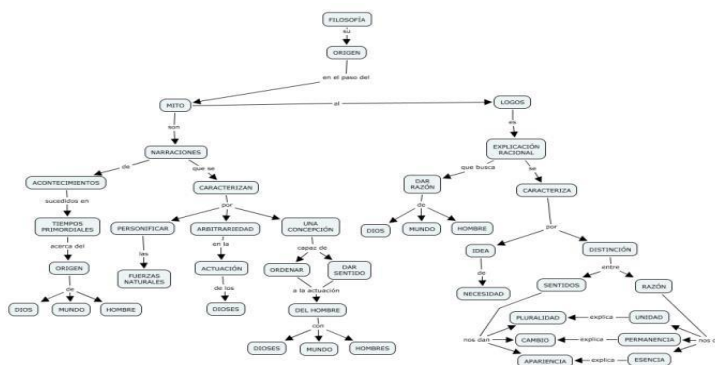 FILOSOFÍA
su
ORIGEN
en el paso del
MITO
al
LOGOS
son
NARRACIONES
de
que se
ACONTECIMIENTOS
sucedidos en
TIEMPOS
PRIMORDIALES
acerca del
ORIGEN
de
DIOS
MUNDO
HOMBRE
CARACTERIZAN
por
PERSONIFICAR
las
FUERZAS
NATURALES
ARBITRARIEDAD
en la
ACTUACIÓN
de los
DIOSES
UNA
CONCEPCIÓN
capaz de
ORDENAR
DAR
SENTIDO
a la actuación
DEL HOMBRE
con
DIOSES
MUNDO
HOMBRES
es
EXPLICACIÓN
RACIONAL
que busca
se
DAR
RAZÓN
de
DIOS
MUNDO
HOMBRE
CARACTERIZA
por
IDEA
de
NECESIDAD
DISTINCIÓN
entre
SENTIDOS
RAZÓN
nos dan
PLURALIDAD
explica
UNIDAD
CAMBIO
explica
PERMANENCIA
APARIENCIA
explica
ESENCIA
nos d